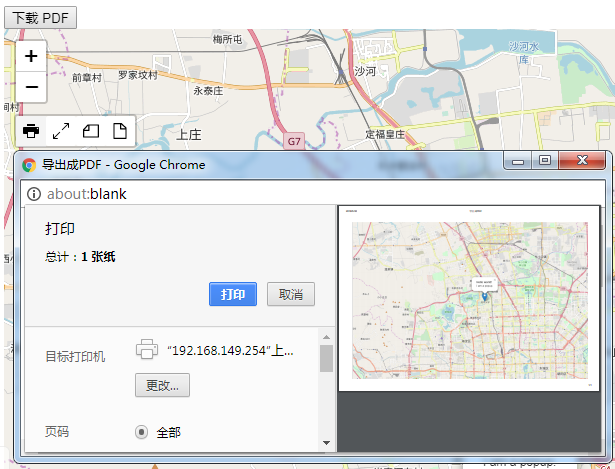 下载 PDF
梅所屯
沙河水
库
+
前章村
罗家坟村
沙河
永泰庄
−
上庄
定福皇庄
G7
导出成PDF - Google Chrome
about:blank
打印
总计：1 张纸
打印
取消
目标打印机
“192.168.149.254”上...
更改...
页码
全部
I am a popup.